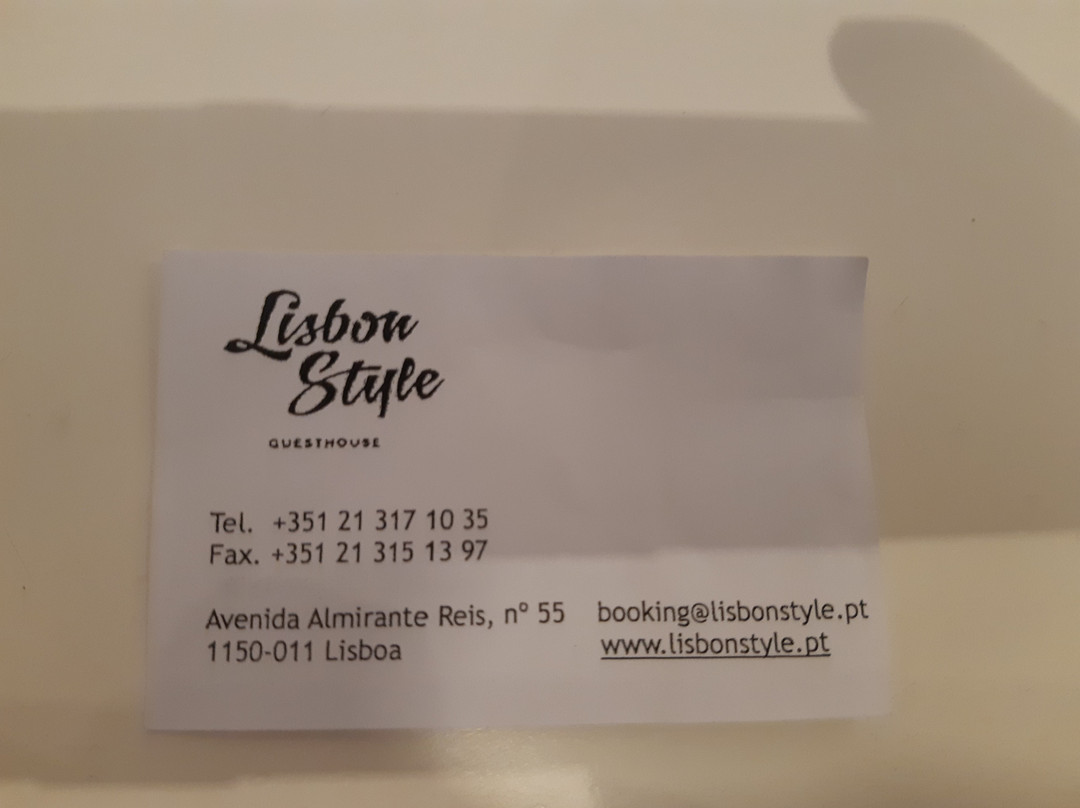 Lisbon
Style
GUESTHOUSE
Tel. +351 21 317 10 35
Fax. +351 21 315 13 97
Avenida Almirante Reis, nº 55
1150-011 Lisboa
booking@lisbonstyle.pt
www.lisbonstyle.pt